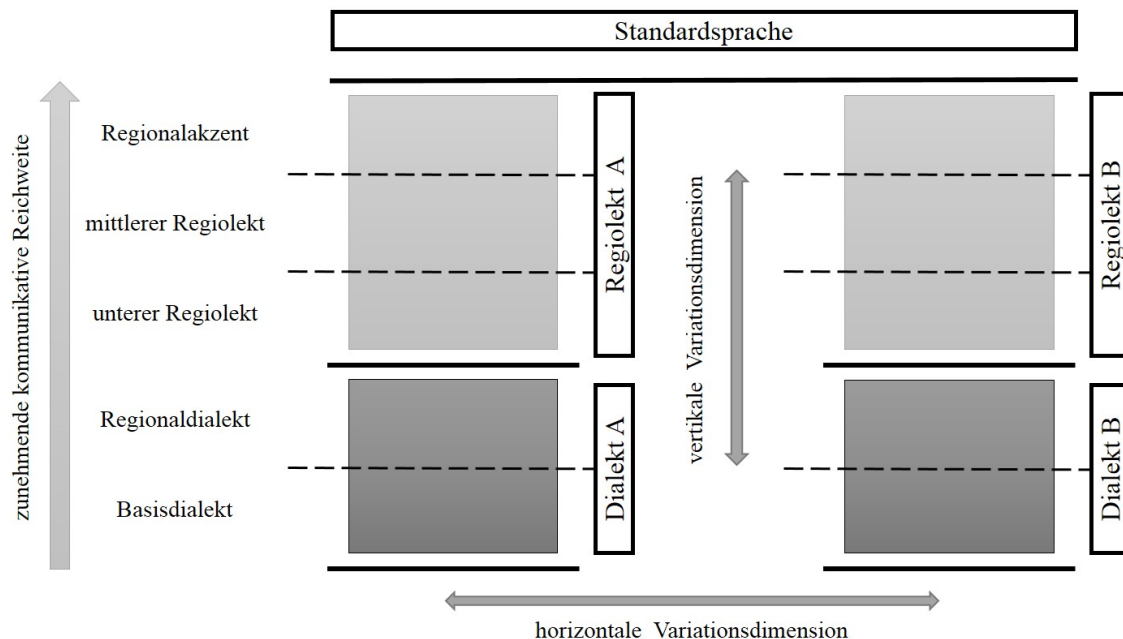 Standardsprache
zunehmende kommunikative Reichweite
Regionalakzent
mittlerer Regiolekt
unterer Regiolekt
Regionaldialekt
Basisdialekt
Regiolekt A
Dialekt A
vertikale Variationsdimension
Regiolekt B
Dialekt B
horizontale Variationsdimension